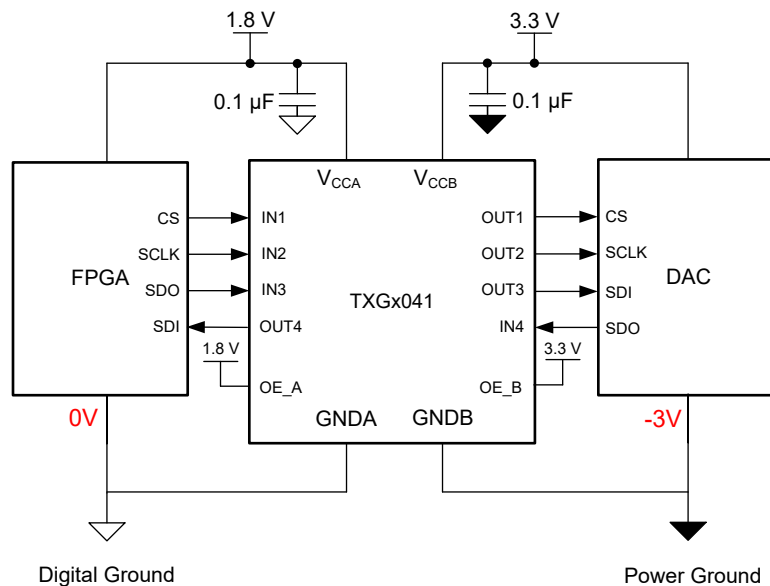 1.8 V
3.3 V
0.1 µF
0.1 µF
V_CCA
V_CCB
CS
IN1
OUT1
CS
SCLK
IN2
OUT2
SCLK
FPGA
DAC
SDO
IN3
TXGx041
OUT3
SDI
SDI
OUT4
IN4
SDO
1.8 V
3.3 V
OE_A
OE_B
0V
GNDA
GNDB
-3V
Digital Ground
Power Ground